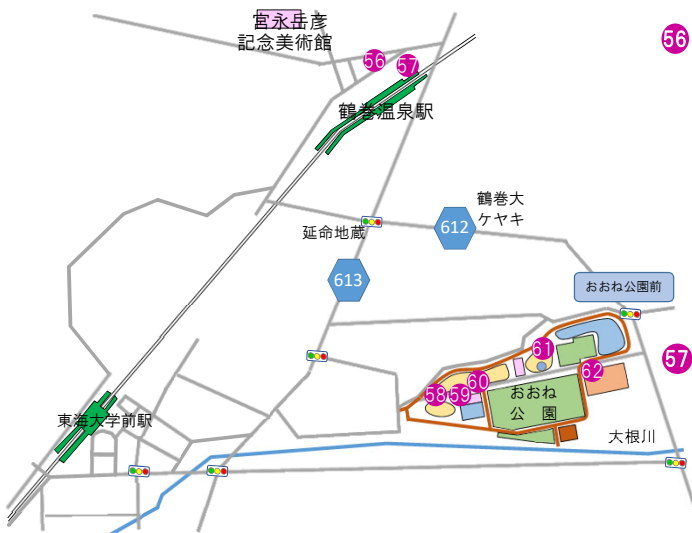 宮永岳彦
記念美術館
56
57
56
鶴巻温泉駅
鶴巻大
ケヤキ
延命地蔵
612
613
おおね公園前
57
61
62
60
58
59
おおね
公 園
東海大学前駅
大根川